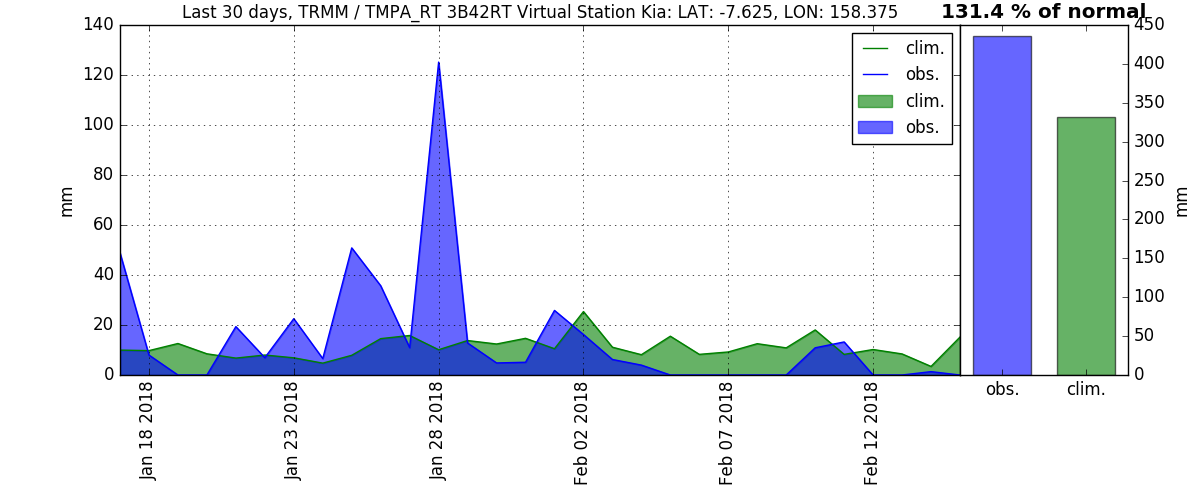 Last 30 days, TRMM / TMPA_RT 3B42RT Virtual Station Kia: LAT: -7.625, LON: 158.375
131.4 % of normal
140
120
100
80
60
40
20
0
mm
clim.
obs.
clim.
obs.
Jan 18 2018
Jan 23 2018
Jan 28 2018
Feb 02 2018
Feb 07 2018
Feb 12 2018
450
400
350
300
250
200
150
100
50
0
mm
obs.
clim.